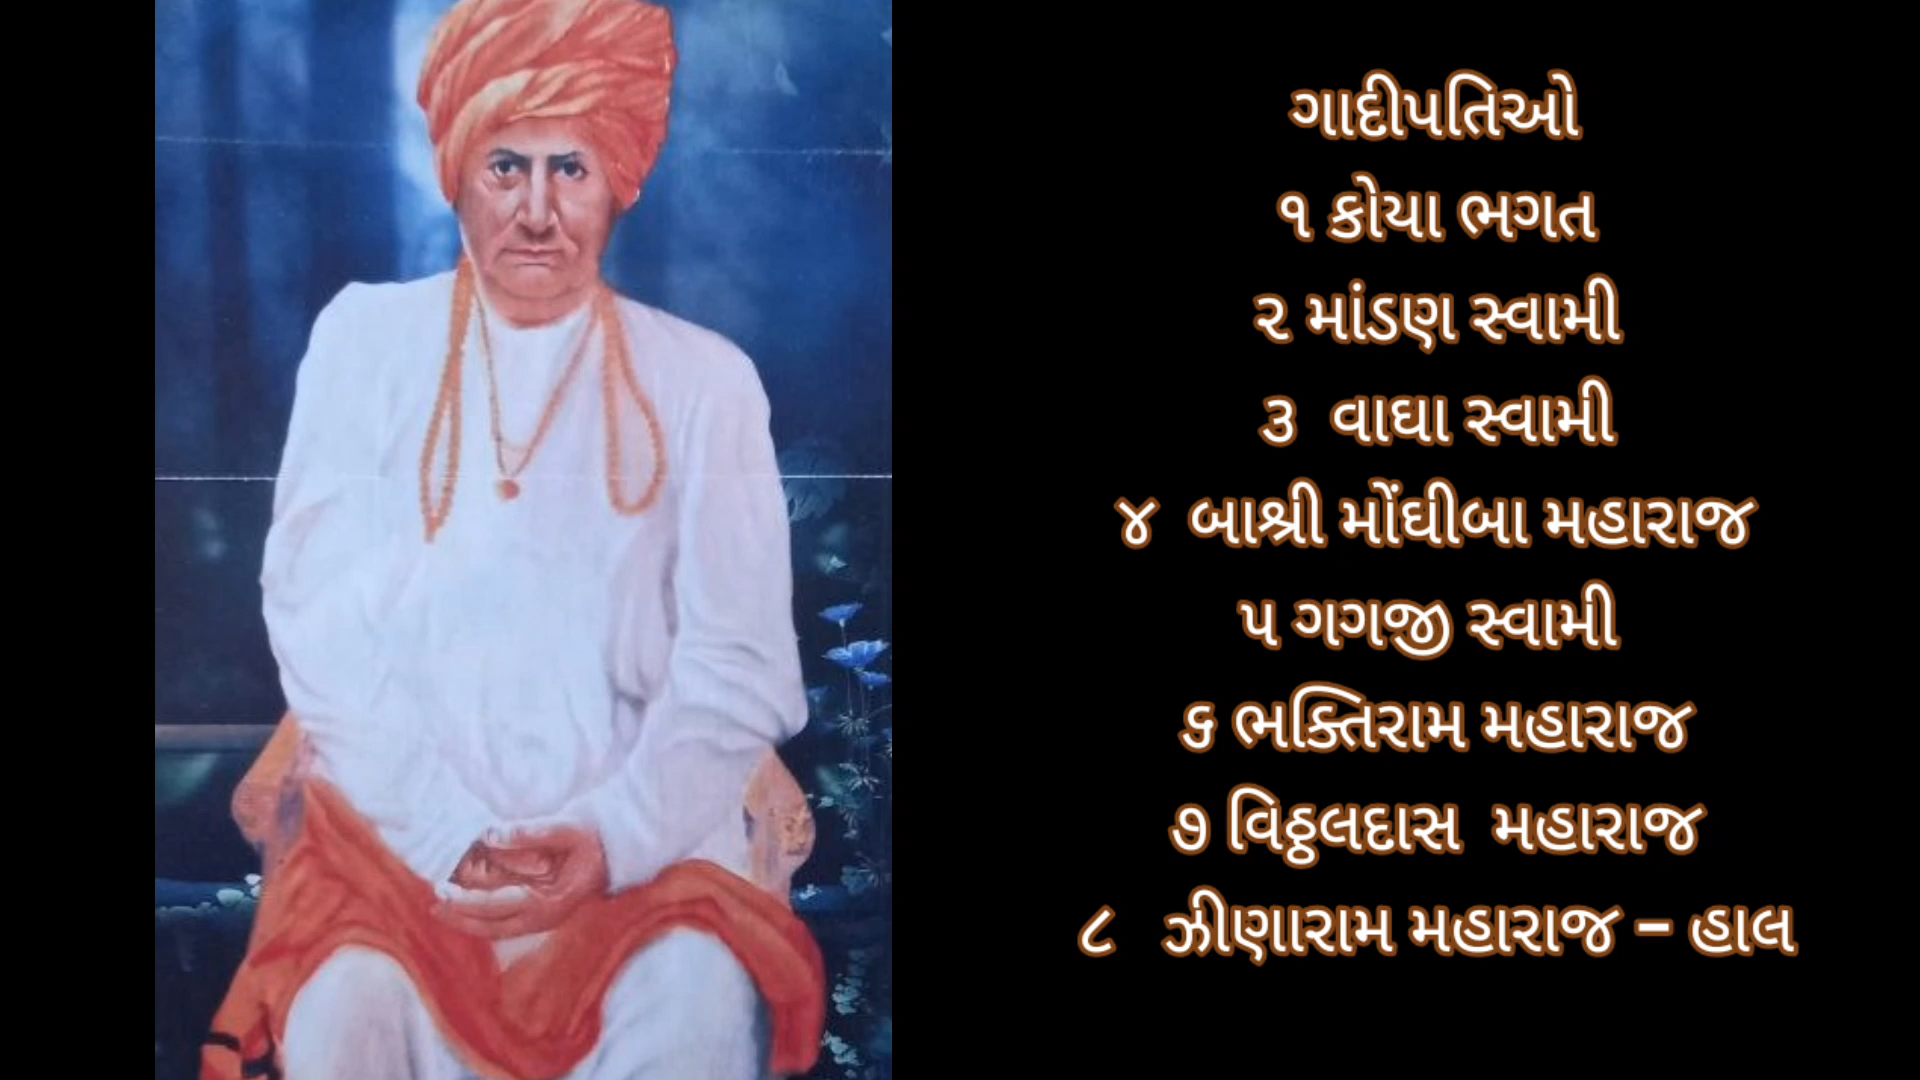 ગાદીપતિઓ
૧ કોયા ભગત
૨ માંડણ સ્વામી
૩ વાઘા સ્વામી
૪ બાશ્રી મોંઘીબા મહારાજ
૫ ગગજી સ્વામી
૬ ભક્તિરામ મહારાજ
૭ વિઠ્ઠલદાસ મહારાજ
૮ ઝીણારામ મહારાજ – હાલ